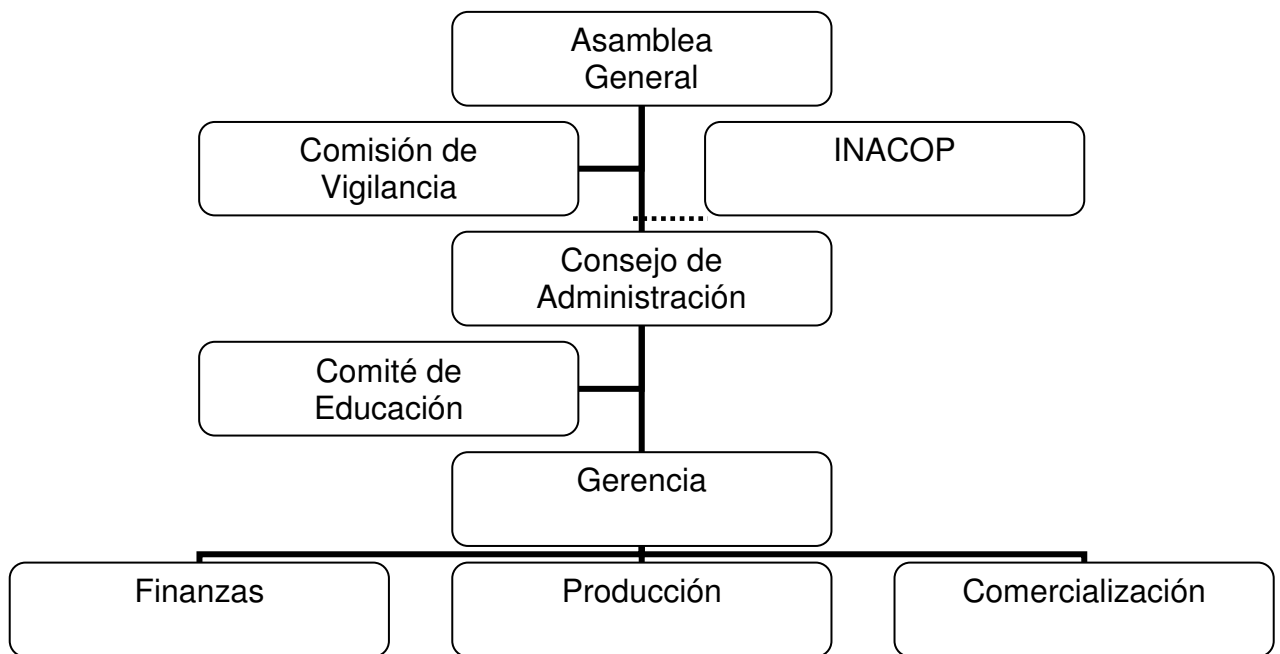 Asamblea
General
Comisión de
Vigilancia
INACOP
Consejo de
Administración
Comité de
Educación
Gerencia
Finanzas
Producción
Comercialización